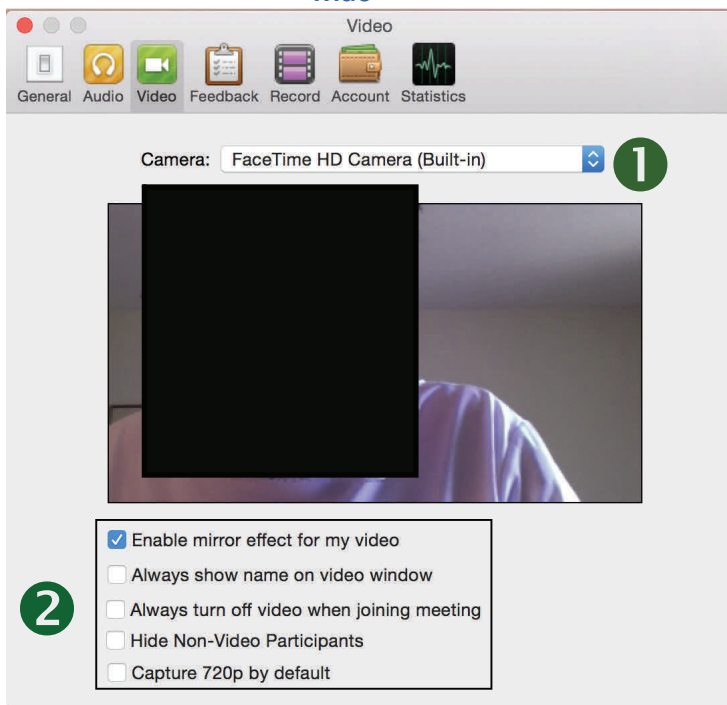 Video
General Audio Video Feedback Record Account Statistics
Camera: FaceTime HD Camera (Built-in)
1
Enable mirror effect for my video
Always show name on video window
2
Always turn off video when joining meeting
Hide Non-Video Participants
Capture 720p by default